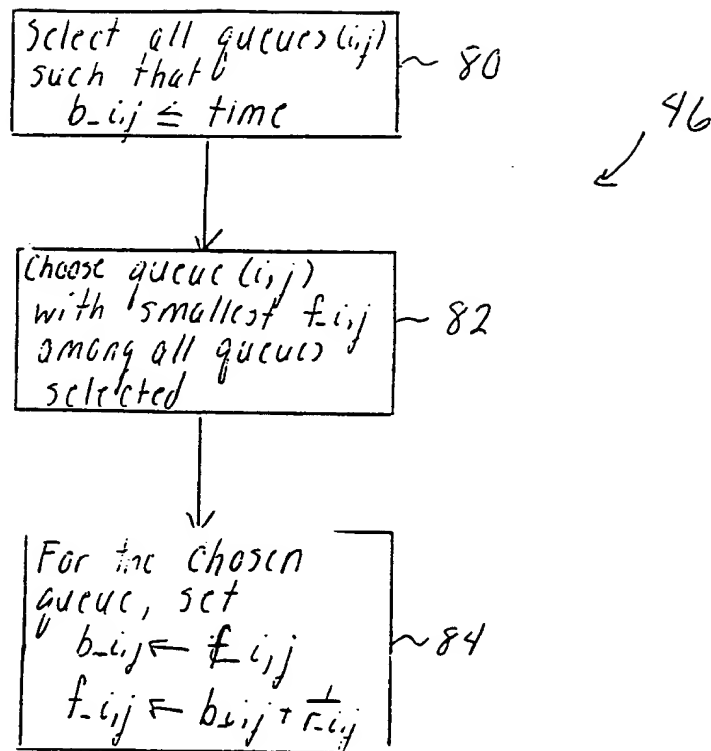 Select all queues (i,j)
such that
b_i,j ≤ time
80
46
Choose queue (i,j)
with smallest f_i,j
among all queues
selected
82
For the chosen
queue, set
b_i,j ← f_i,j
f_i,j ← b_i,j + 1/r_i,j
84